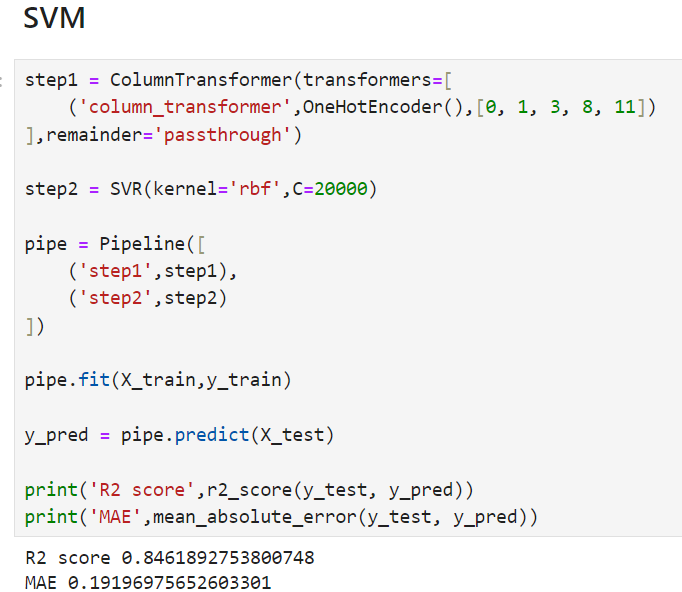 SVM
step1 = ColumnTransformer(transformers=[
    ('column_transformer',OneHotEncoder(),[0, 1, 3, 8, 11])
],remainder='passthrough')
step2 = SVR(kernel='rbf',C=20000)
pipe = Pipeline([
    ('step1',step1),
    ('step2',step2)
])
pipe.fit(X_train,y_train)
y_pred = pipe.predict(X_test)
print('R2 score',r2_score(y_test, y_pred))
print('MAE',mean_absolute_error(y_test, y_pred))
R2 score 0.8461892753800748
MAE 0.19196975652603301